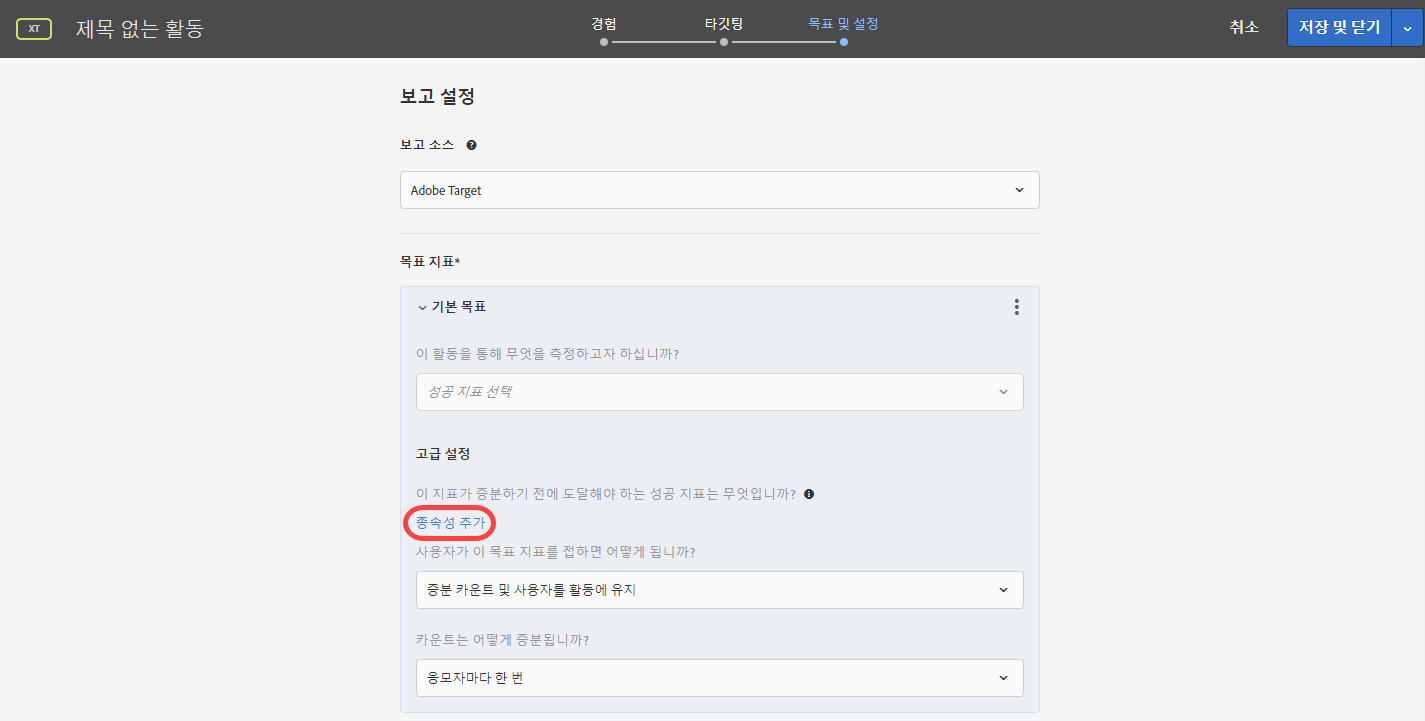 XT
제목 없는 활동
경험
타깃팅
목표 및 설정
취소
저장 및 닫기
보고 설정
보고 소스
Adobe Target
목표 지표*
기본 목표
이 활동을 통해 무엇을 측정하고자 하십니까?
성공 지표 선택
고급 설정
이 지표가 증분하기 전에 도달해야 하는 성공 지표는 무엇입니까?
종속성 추가
사용자가 이 목표 지표를 접하면 어떻게 됩니까?
증분 카운트 및 사용자를 활동에 유지
카운트는 어떻게 증분됩니까?
응모자마다 한 번